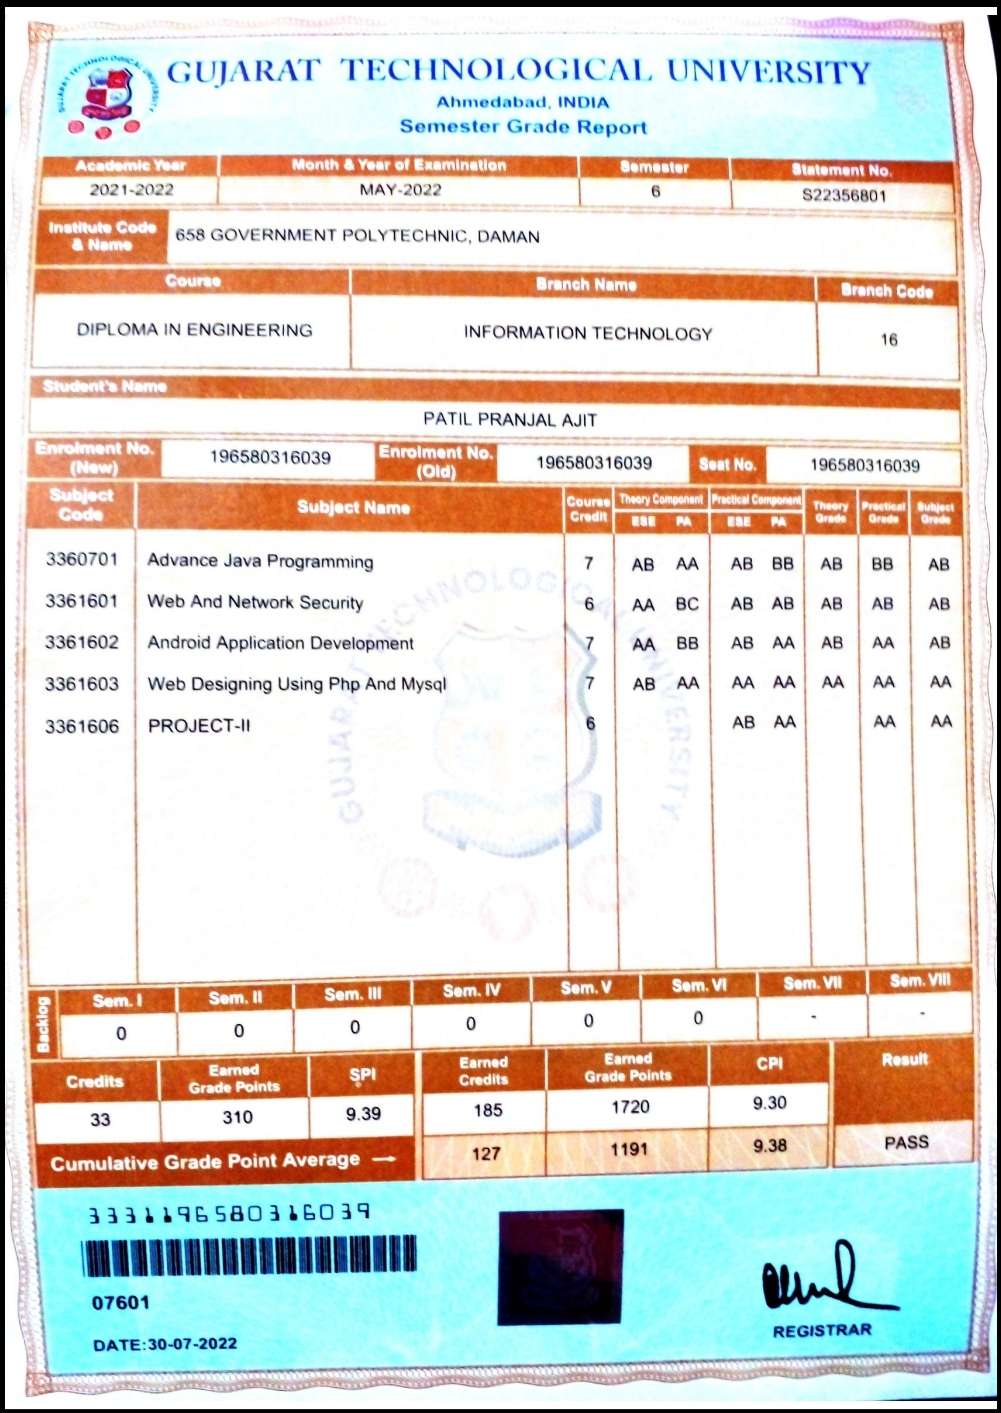 GUJARAT TECHNOLOGICAL UNIVERSITY
Ahmedabad, INDIA
Semester Grade Report
Academic Year Month & Year of Examination Semester Statement No.
2021-2022 MAY-2022 6 S22356801
Institute Code & Name 658 GOVERNMENT POLYTECHNIC, DAMAN
Course Branch Name Branch Code
DIPLOMA IN ENGINEERING INFORMATION TECHNOLOGY 16
Student's Name
PATIL PRANJAL AJIT
Enrolment No. (New) 196580316039 Enrolment No. (Old) 196580316039 Seat No. 196580316039
Subject Code Subject Name Course Credit Theory Component Practical Component Theory Grade Practical Grade Subject Grade
ESE PA ESE PA
3360701 Advance Java Programming 7 AB AA AB BB AB BB AB
3361601 Web And Network Security 6 AA BC AB AB AB AB AB
3361602 Android Application Development 7 AA BB AB AA AB AA AB
3361603 Web Designing Using Php And Mysql 7 AB AA AA AA AA AA AA
3361606 PROJECT-II 6 AB AA AA AA
GUJARAT TECHNOLOGICAL UNIVERSITY
Backlog Sem. I Sem. II Sem. III Sem. IV Sem. V Sem. VI Sem. VII Sem. VIII
0 0 0 0 0 0 - -
Credits Earned Grade Points SPI Earned Credits Earned Grade Points CPI Result
33 310 9.39 185 1720 9.30
Cumulative Grade Point Average → 127 1191 9.38 PASS
3331196580316039
07601
DATE:30-07-2022
REGISTRAR